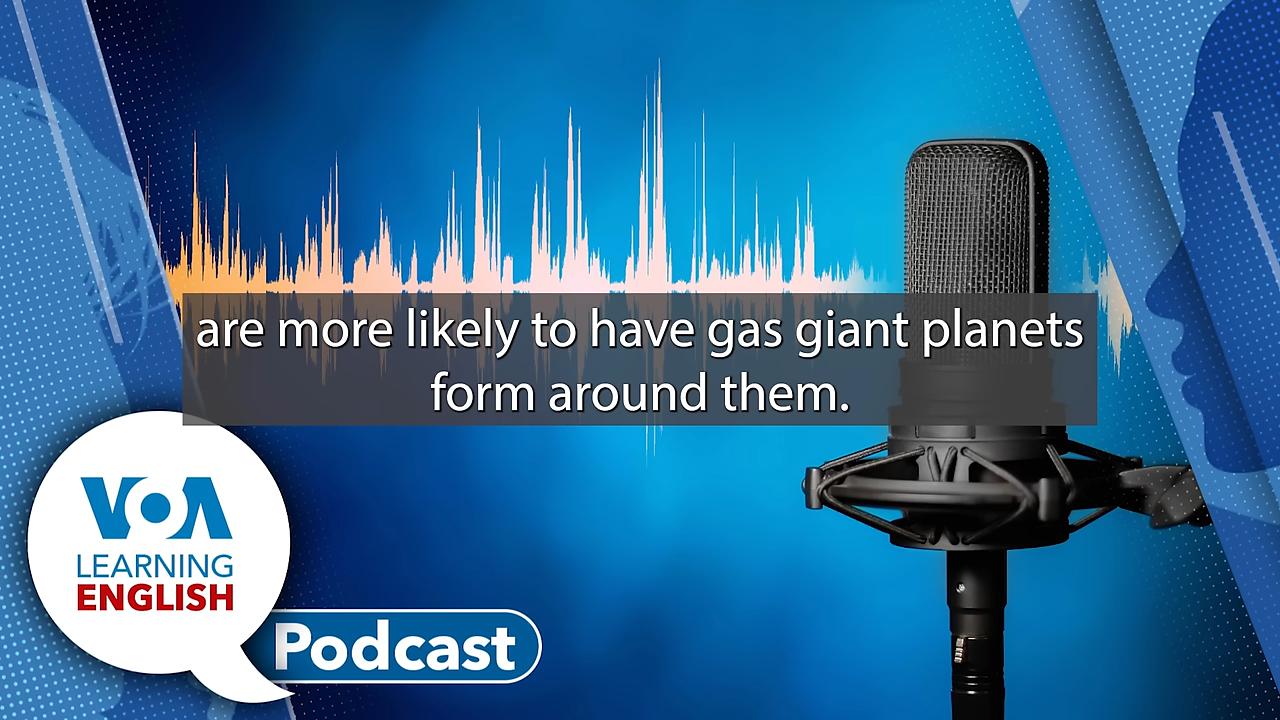 are more likely to have gas giant planets
form around them.
VOA
LEARNING
ENGLISH
Podcast